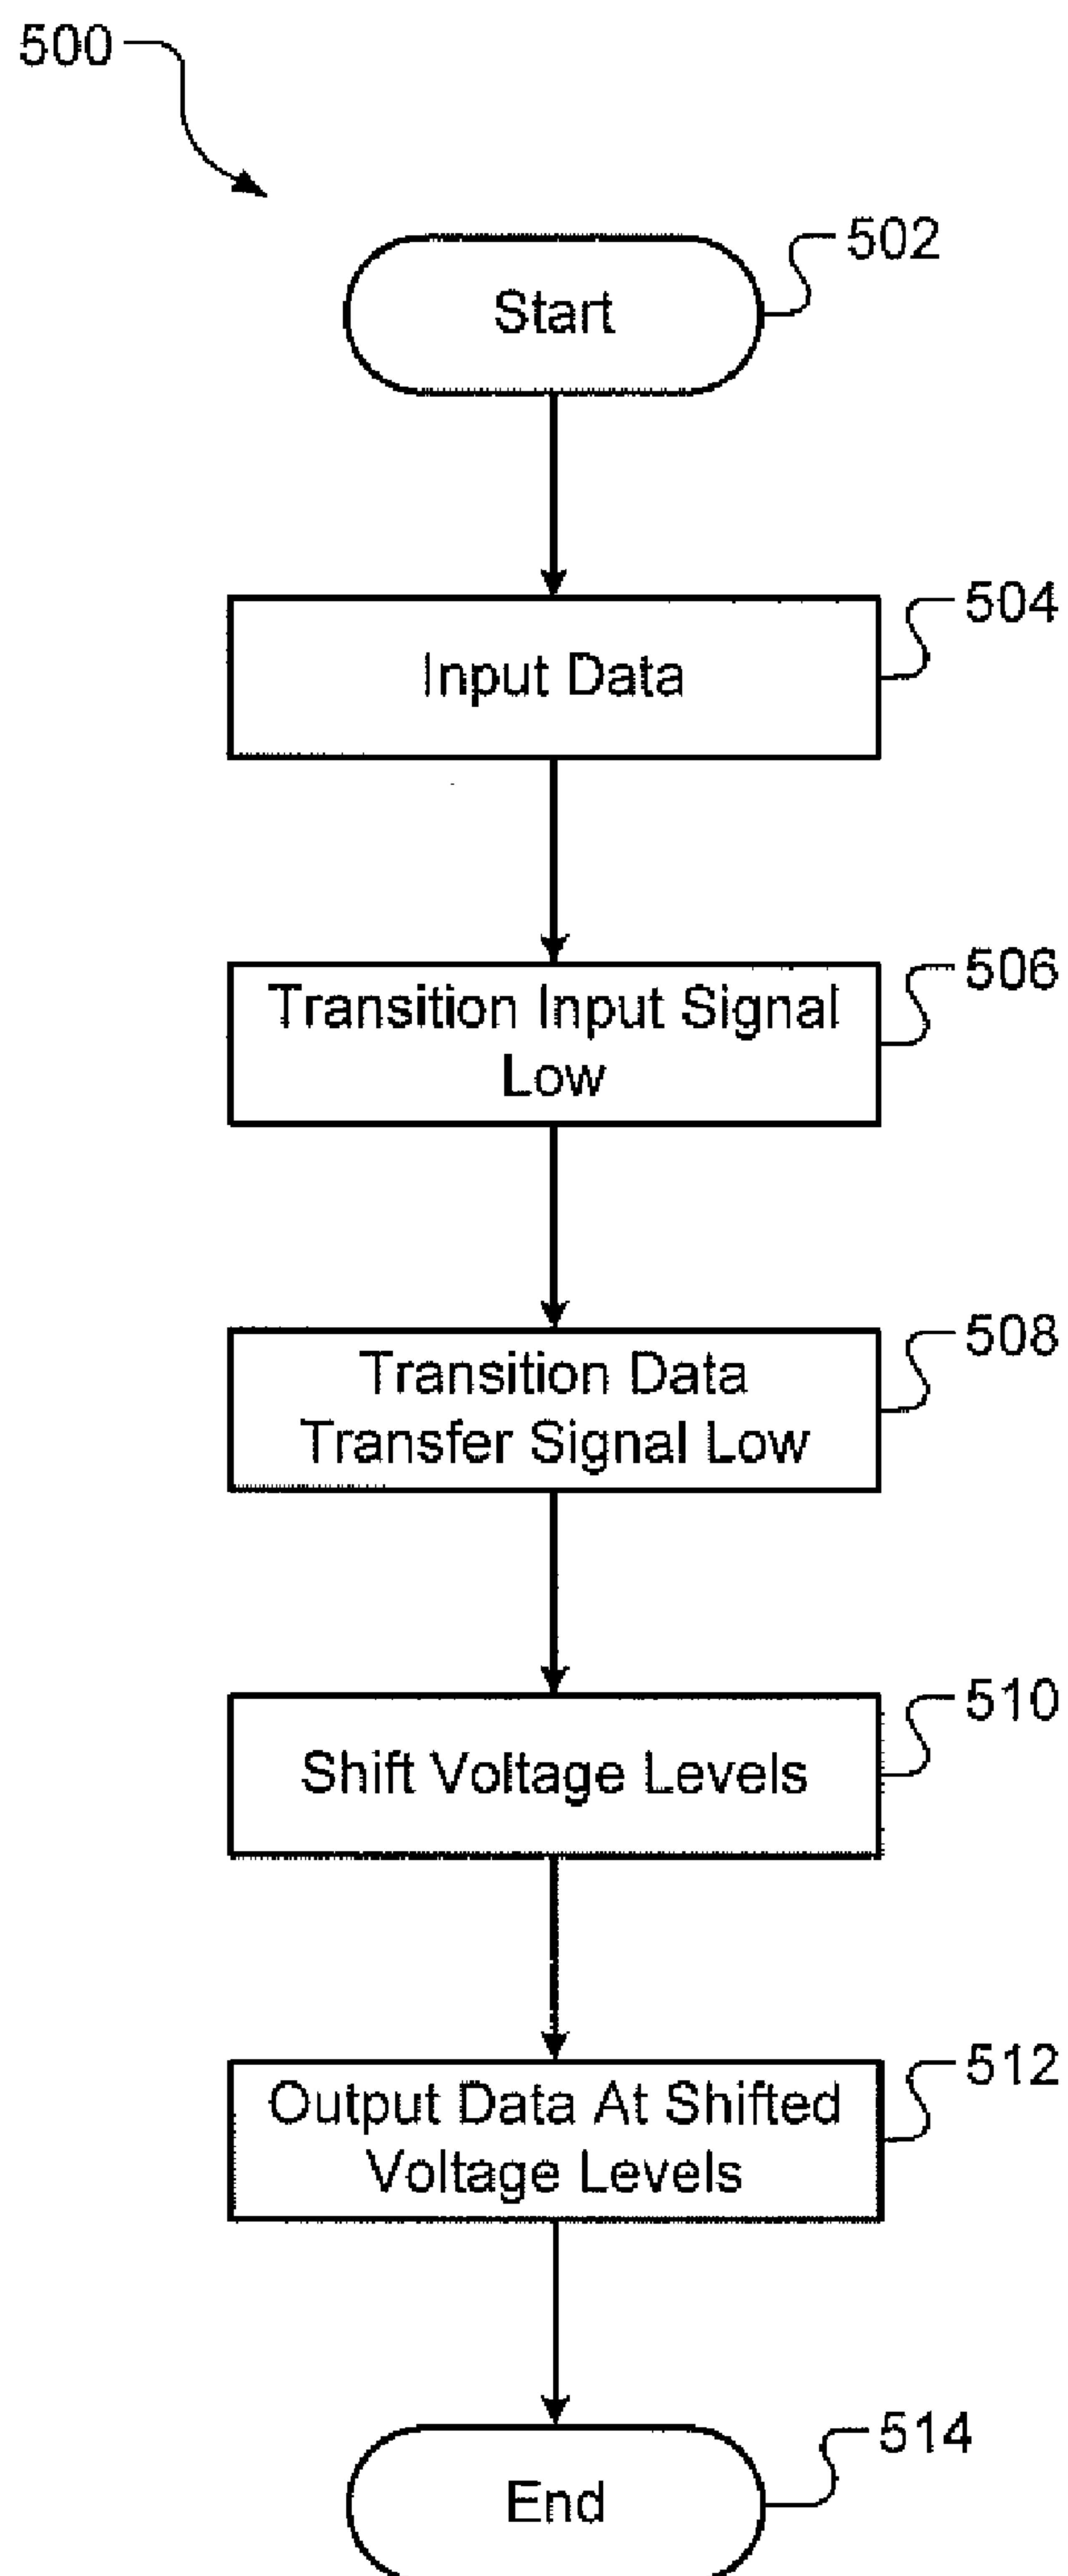 500
502
Start
504
Input Data
506
Transition Input Signal
Low
508
Transition Data
Transfer Signal Low
510
Shift Voltage Levels
512
Output Data At Shifted
Voltage Levels
514
End